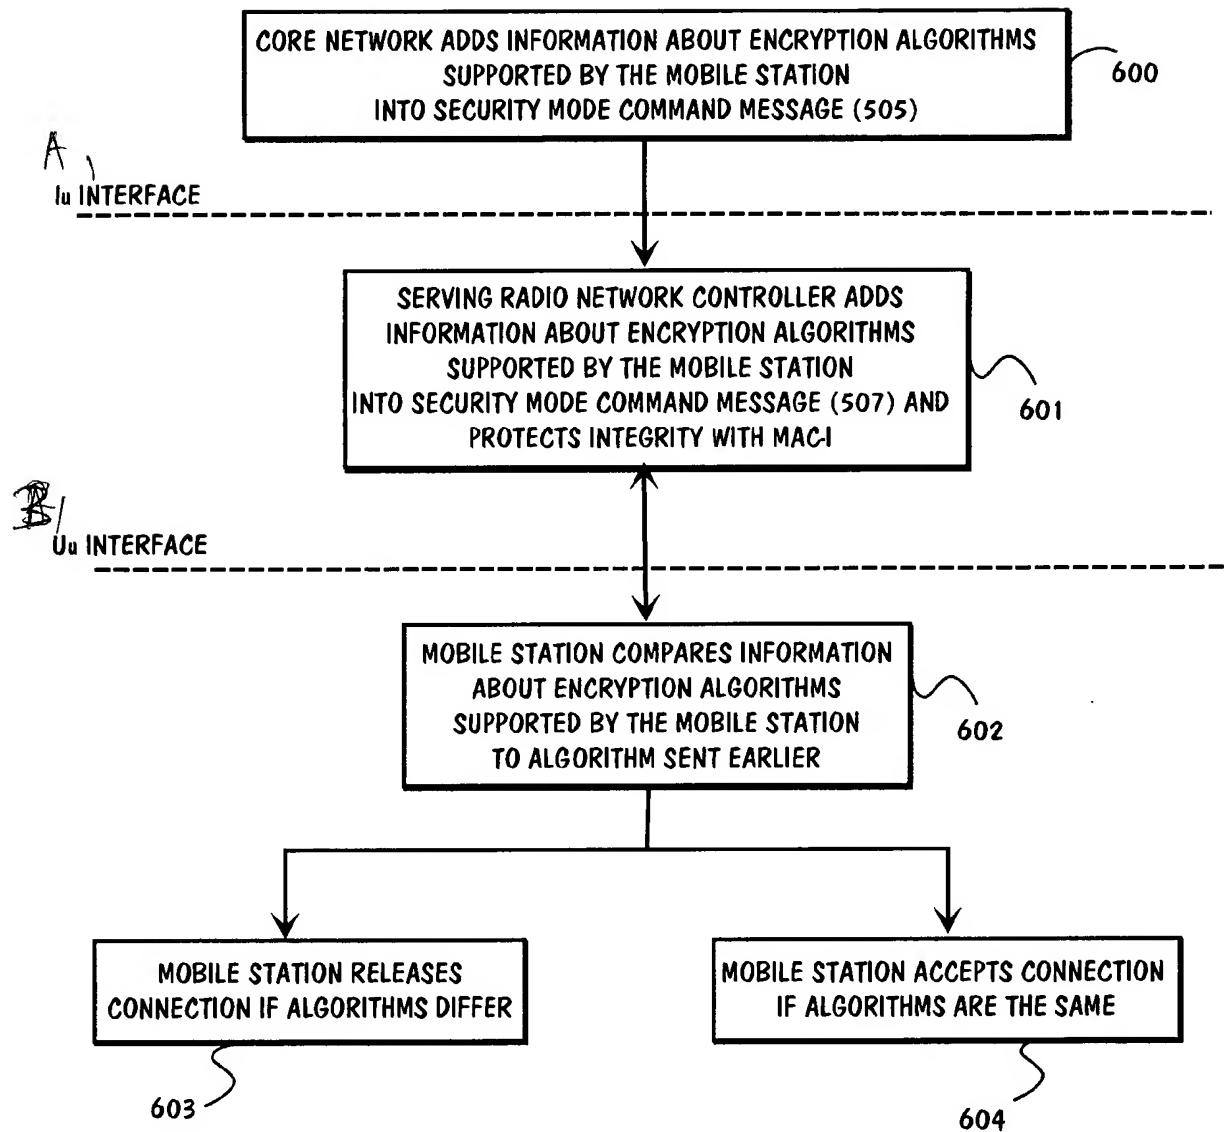 CORE NETWORK ADDS INFORMATION ABOUT ENCRYPTION ALGORITHMS
SUPPORTED BY THE MOBILE STATION
INTO SECURITY MODE COMMAND MESSAGE (505)
600
A
Iu INTERFACE
SERVING RADIO NETWORK CONTROLLER ADDS
INFORMATION ABOUT ENCRYPTION ALGORITHMS
SUPPORTED BY THE MOBILE STATION
INTO SECURITY MODE COMMAND MESSAGE (507) AND
PROTECTS INTEGRITY WITH MAC-I
601
B
Uu INTERFACE
MOBILE STATION COMPARES INFORMATION
ABOUT ENCRYPTION ALGORITHMS
SUPPORTED BY THE MOBILE STATION
TO ALGORITHM SENT EARLIER
602
MOBILE STATION RELEASES
CONNECTION IF ALGORITHMS DIFFER
603
MOBILE STATION ACCEPTS CONNECTION
IF ALGORITHMS ARE THE SAME
604